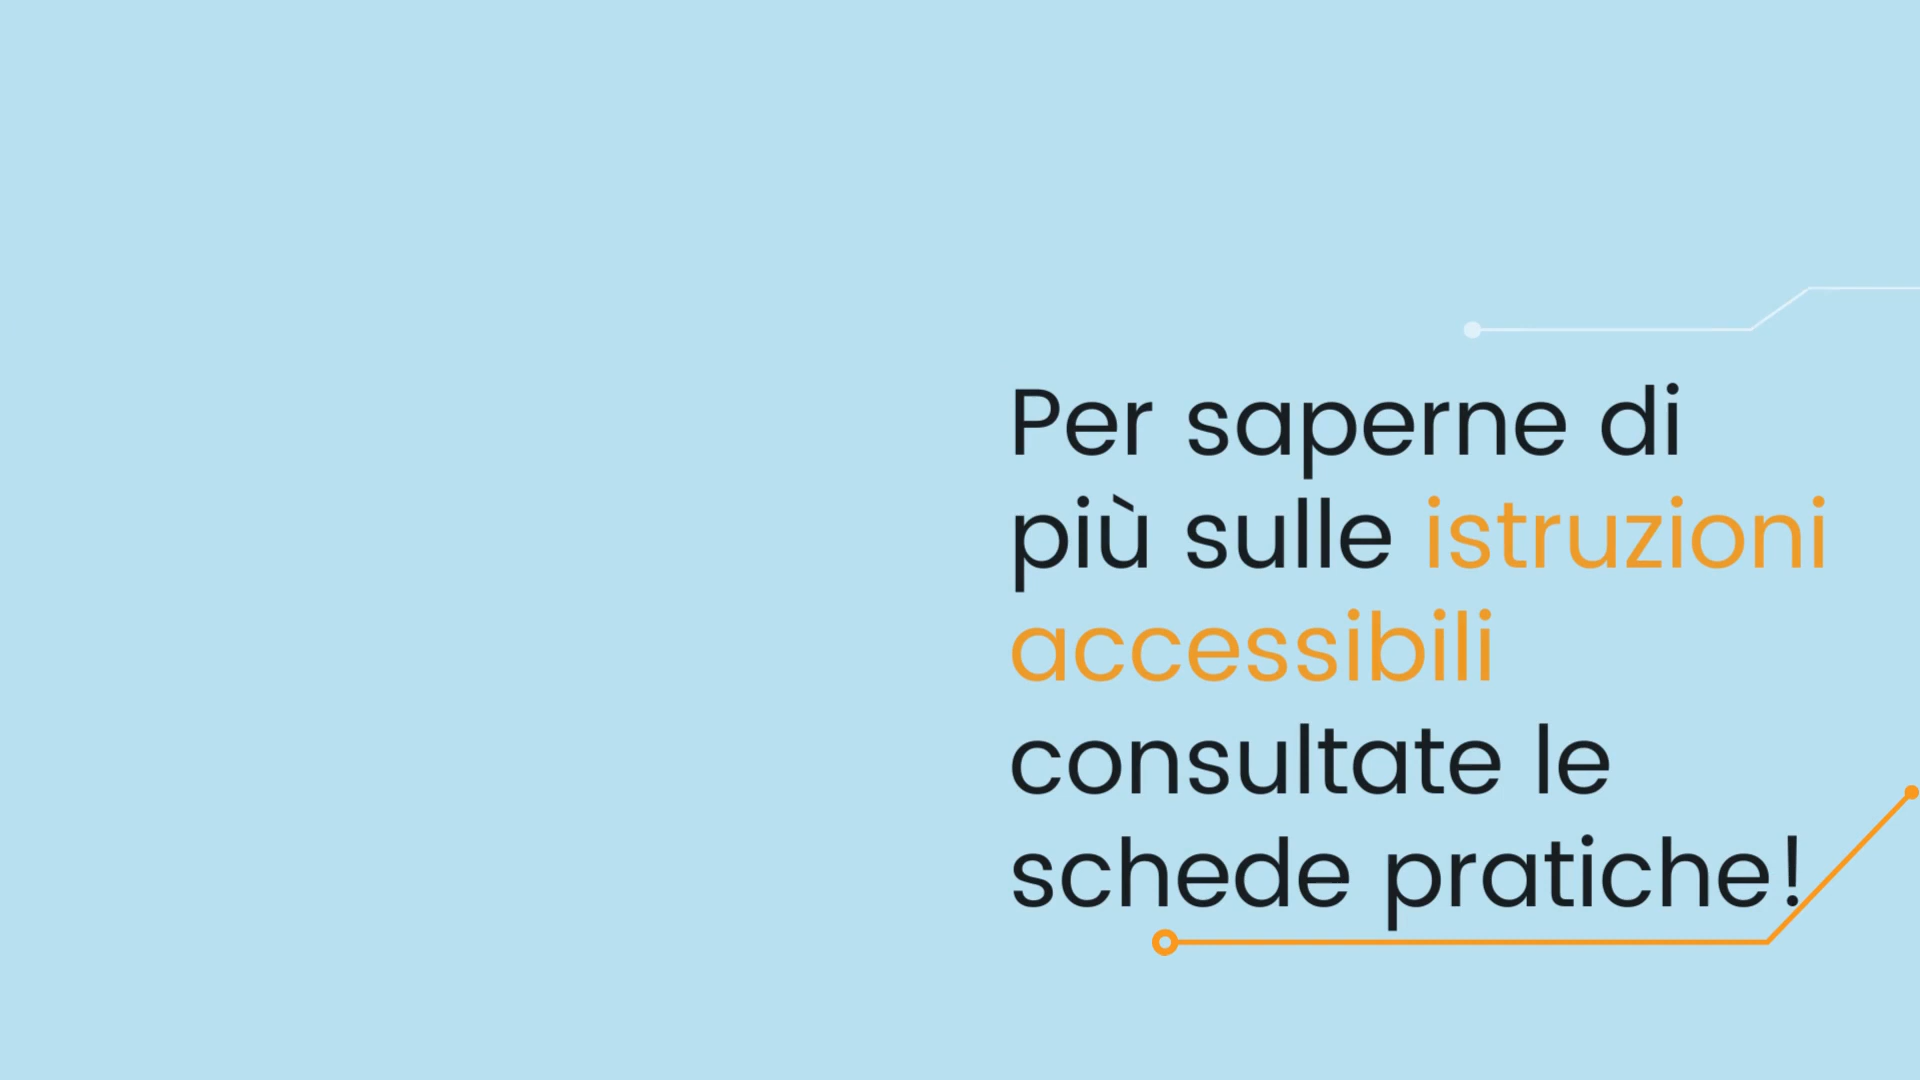 Per saperne di
più sulle istruzioni
accessibili
consultate le
schede pratiche!